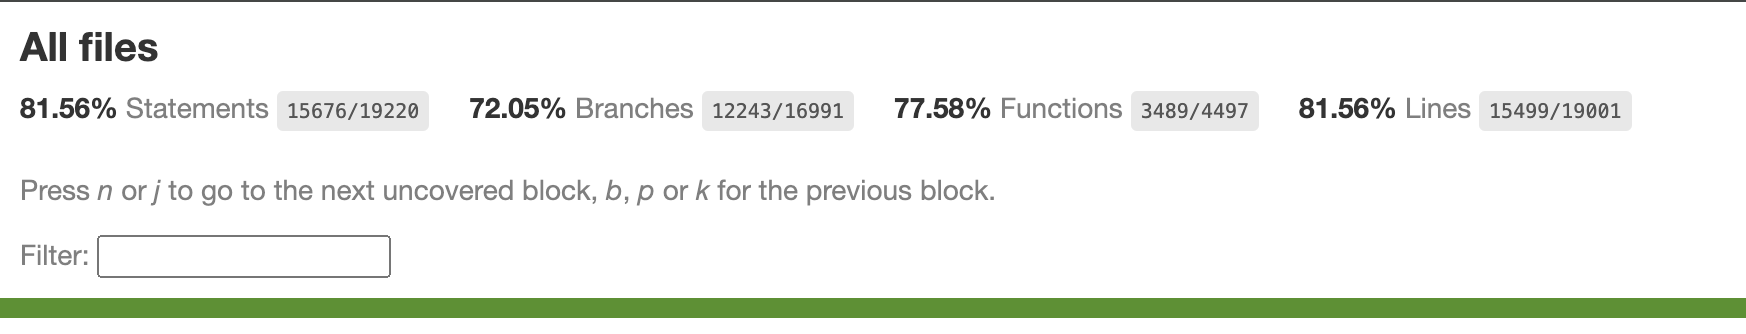 All files
81.56% Statements 15676/19220 72.05% Branches 12243/16991 77.58% Functions 3489/4497 81.56% Lines 15499/19001
Press n or j to go to the next uncovered block, b, p or k for the previous block.
Filter: